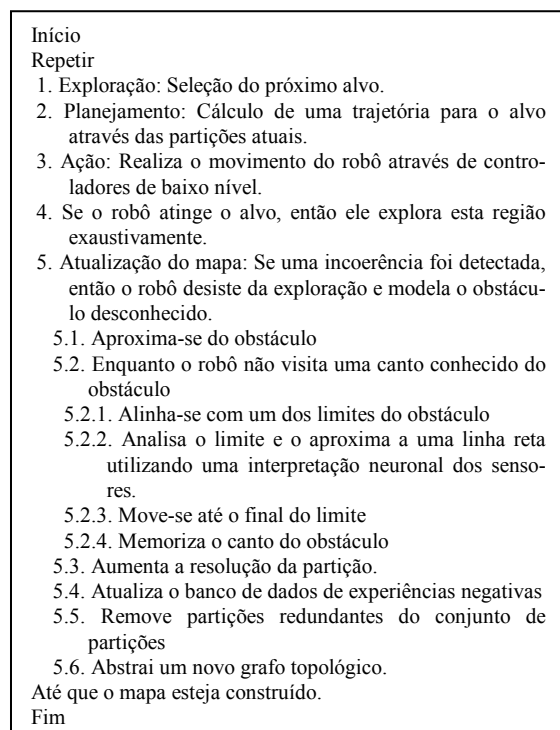 Início
Repetir
1. Exploração: Seleção do próximo alvo.
2. Planejamento: Cálculo de uma trajetória para o alvo
através das partições atuais.
3. Ação: Realiza o movimento do robô através de contro-
ladores de baixo nível.
4. Se o robô atinge o alvo, então ele explora esta região
exaustivamente.
5. Atualização do mapa: Se uma incoerência foi detectada,
então o robô desiste da exploração e modela o obstácu-
lo desconhecido.
5.1. Aproxima-se do obstáculo
5.2. Enquanto o robô não visita uma canto conhecido do
obstáculo
5.2.1. Alinha-se com um dos limites do obstáculo
5.2.2. Analisa o limite e o aproxima a uma linha reta
utilizando uma interpretação neuronal dos senso-
res.
5.2.3. Move-se até o final do limite
5.2.4. Memoriza o canto do obstáculo
5.3. Aumenta a resolução da partição.
5.4. Atualiza o banco de dados de experiências negativas
5.5. Remove partições redundantes do conjunto de
partições
5.6. Abstrai um novo grafo topológico.
Até que o mapa esteja construído.
Fim